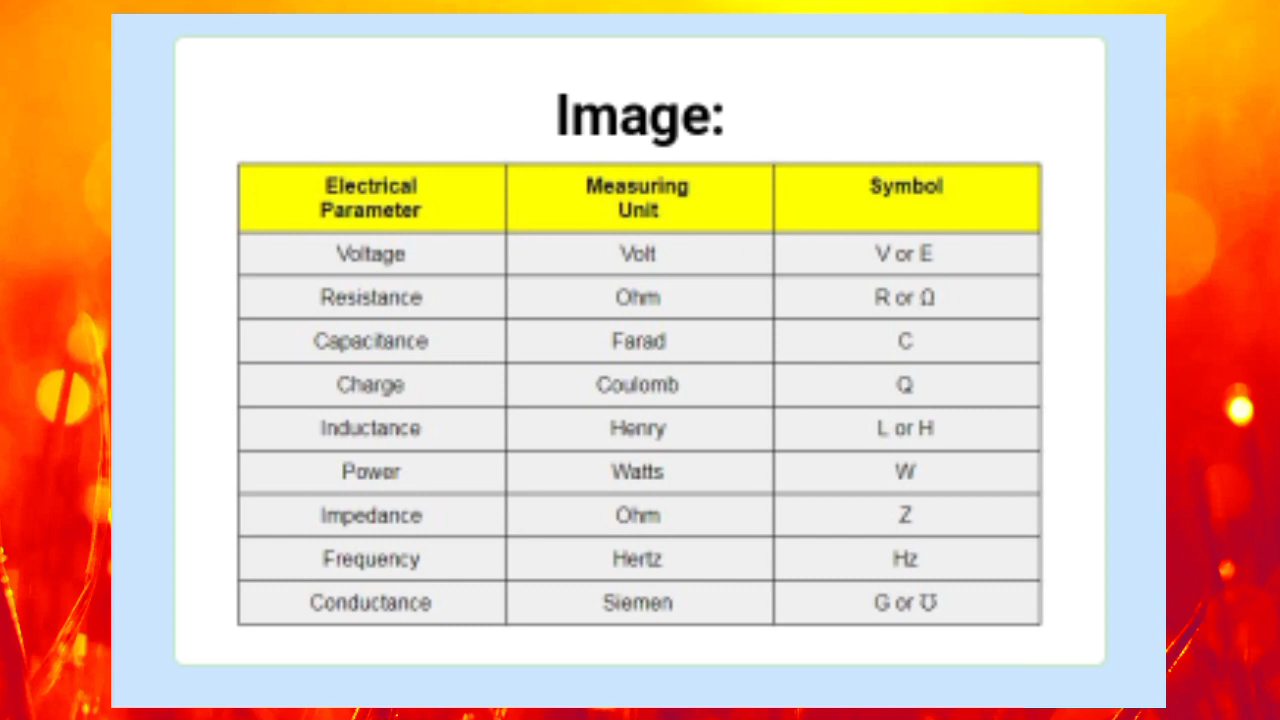 Image:
Electrical Parameter Measuring Unit Symbol
Voltage Volt V or E
Resistance Ohm R or Ω
Capacitance Farad C
Charge Coulomb Q
Inductance Henry L or H
Power Watts W
Impedance Ohm Z
Frequency Hertz Hz
Conductance Siemen G or ℧